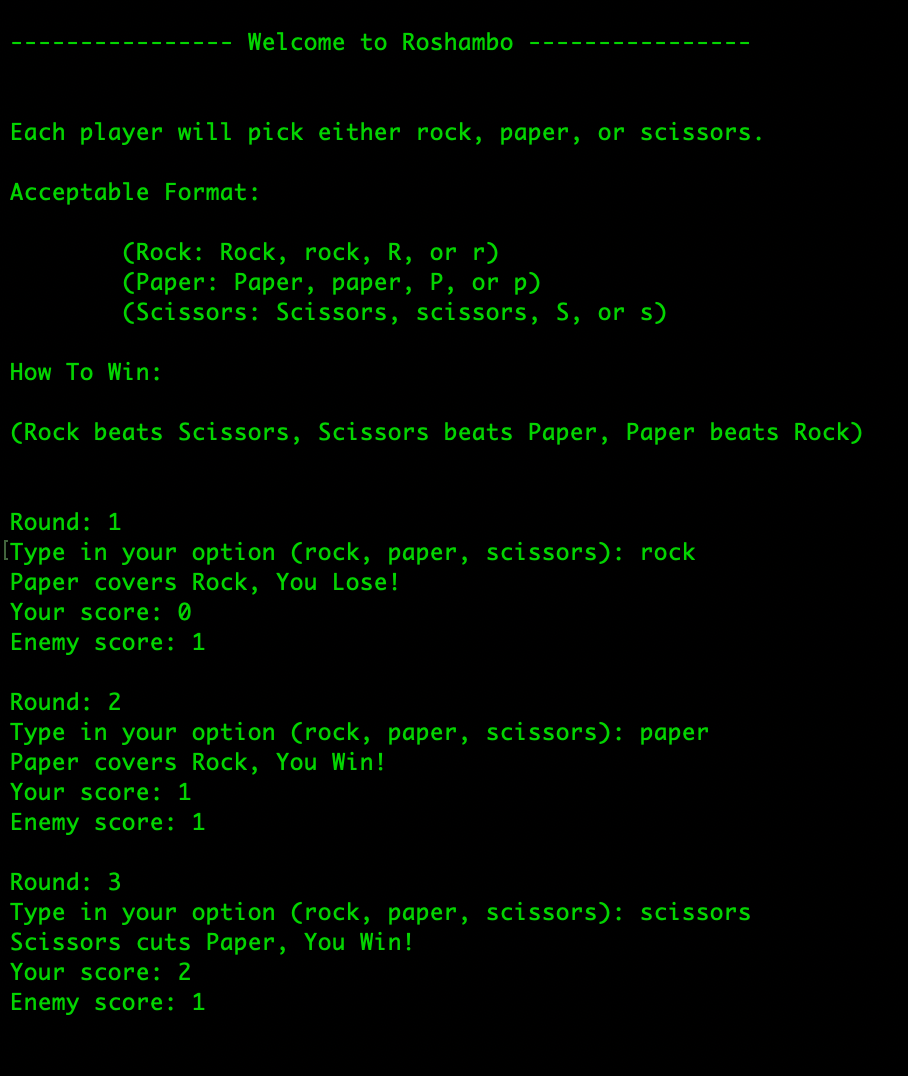 ---------------- Welcome to Roshambo ----------------
Each player will pick either rock, paper, or scissors.
Acceptable Format:
(Rock: Rock, rock, R, or r)
(Paper: Paper, paper, P, or p)
(Scissors: Scissors, scissors, S, or s)
How To Win:
(Rock beats Scissors, Scissors beats Paper, Paper beats Rock)
Round: 1
[Type in your option (rock, paper, scissors): rock
Paper covers Rock, You Lose!
Your score: 0
Enemy score: 1
Round: 2
Type in your option (rock, paper, scissors): paper
Paper covers Rock, You Win!
Your score: 1
Enemy score: 1
Round: 3
Type in your option (rock, paper, scissors): scissors
Scissors cuts Paper, You Win!
Your score: 2
Enemy score: 1